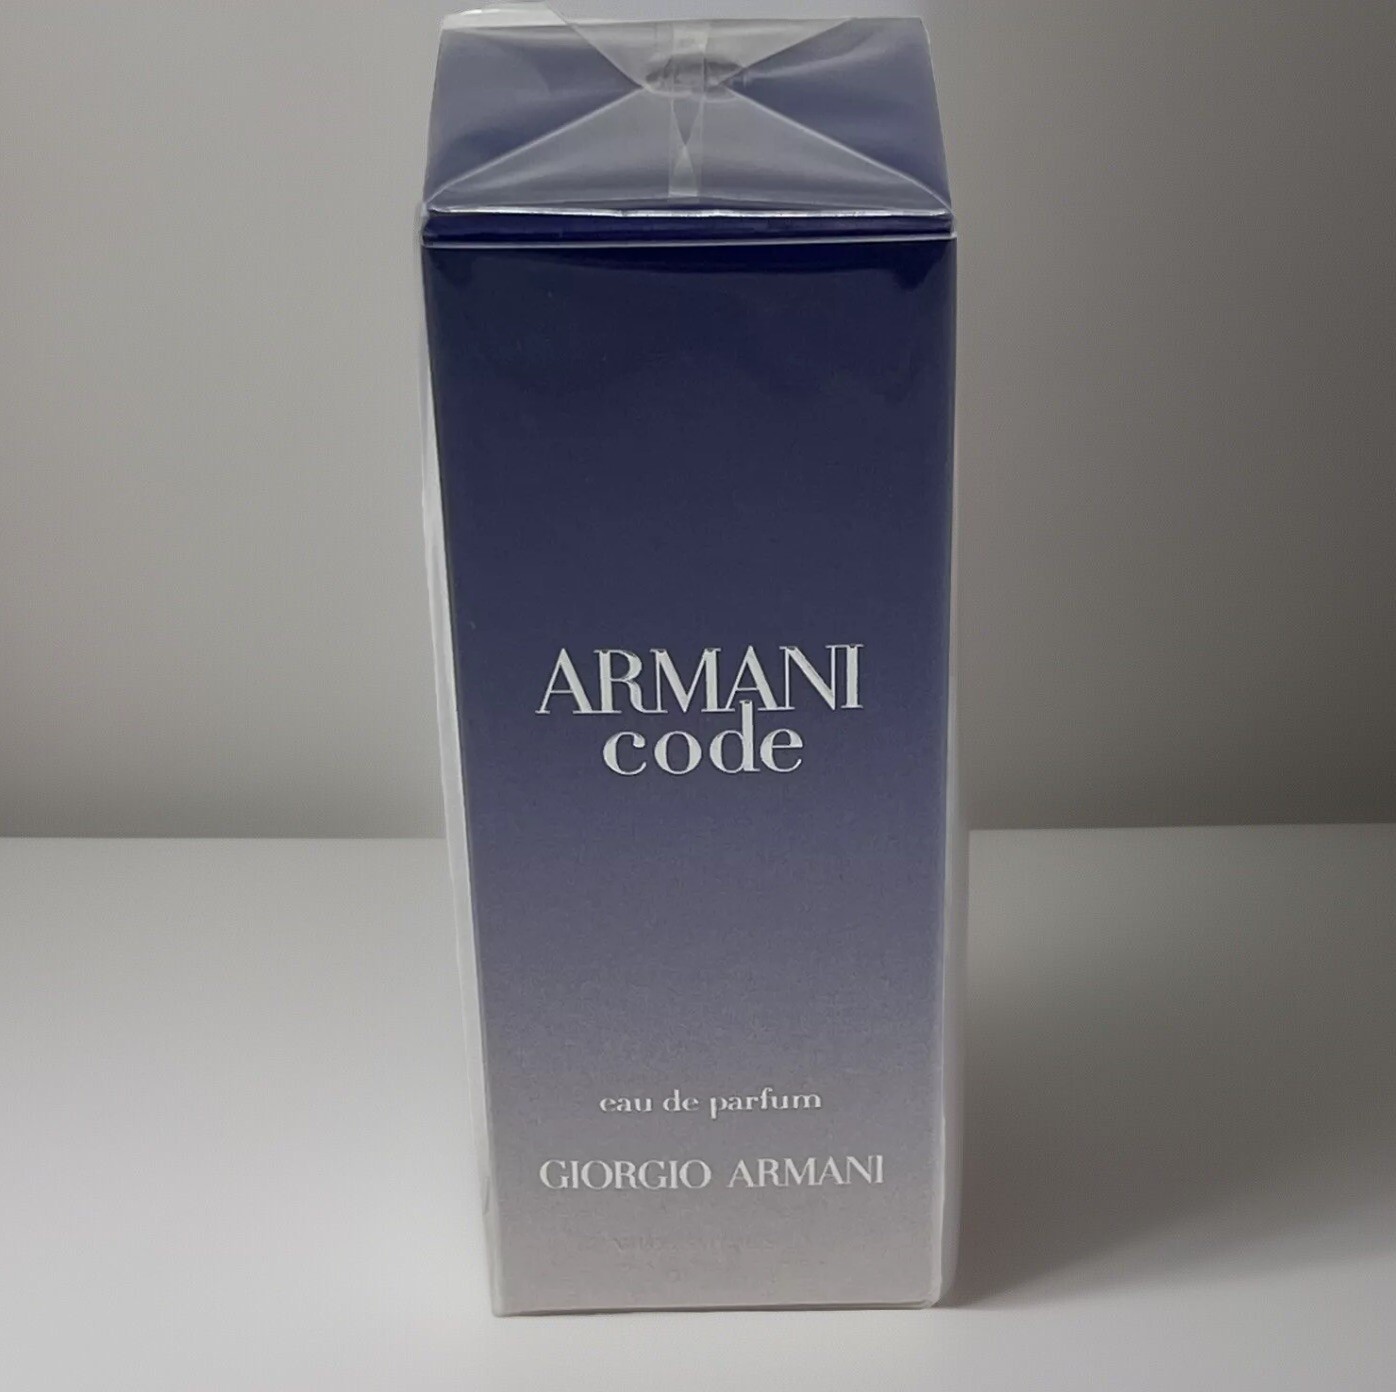 ARMANI
code
eau de parfum
GIORGIO ARMANI